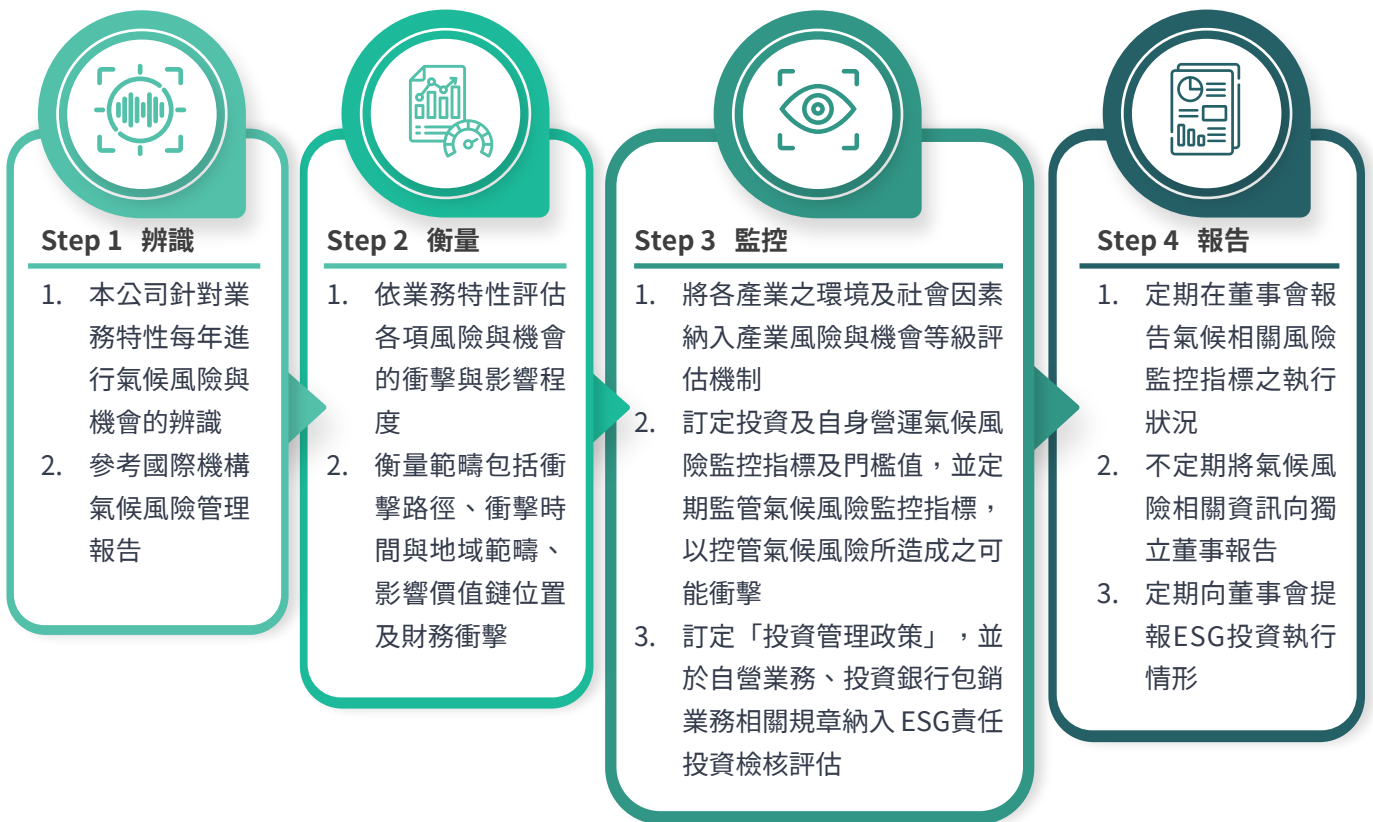 Step 1 辨識
1. 本公司針對業
務特性每年進
行氣候風險與
機會的辨識
2. 參考國際機構
氣候風險管理
報告
Step 2 衡量
1. 依業務特性評估
各項風險與機會
的衝擊與影響程
度
2. 衡量範疇包括衝
擊路徑、衝擊時
間與地域範疇、
影響價值鏈位置
及財務衝擊
Step 3 監控
1. 將各產業之環境及社會因素
納入產業風險與機會等級評
估機制
2. 訂定投資及自身營運氣候風
險監控指標及門檻值,並定
期監管氣候風險監控指標,
以控管氣候風險所造成之可
能衝擊
3. 訂定「投資管理政策」,並
於自營業務、投資銀行包銷
業務相關規章納入 ESG責任
投資檢核評估
Step 4 報告
1. 定期在董事會報
告氣候相關風險
監控指標之執行
狀況
2. 不定期將氣候風
險相關資訊向獨
立董事報告
3. 定期向董事會提
報ESG投資執行
情形